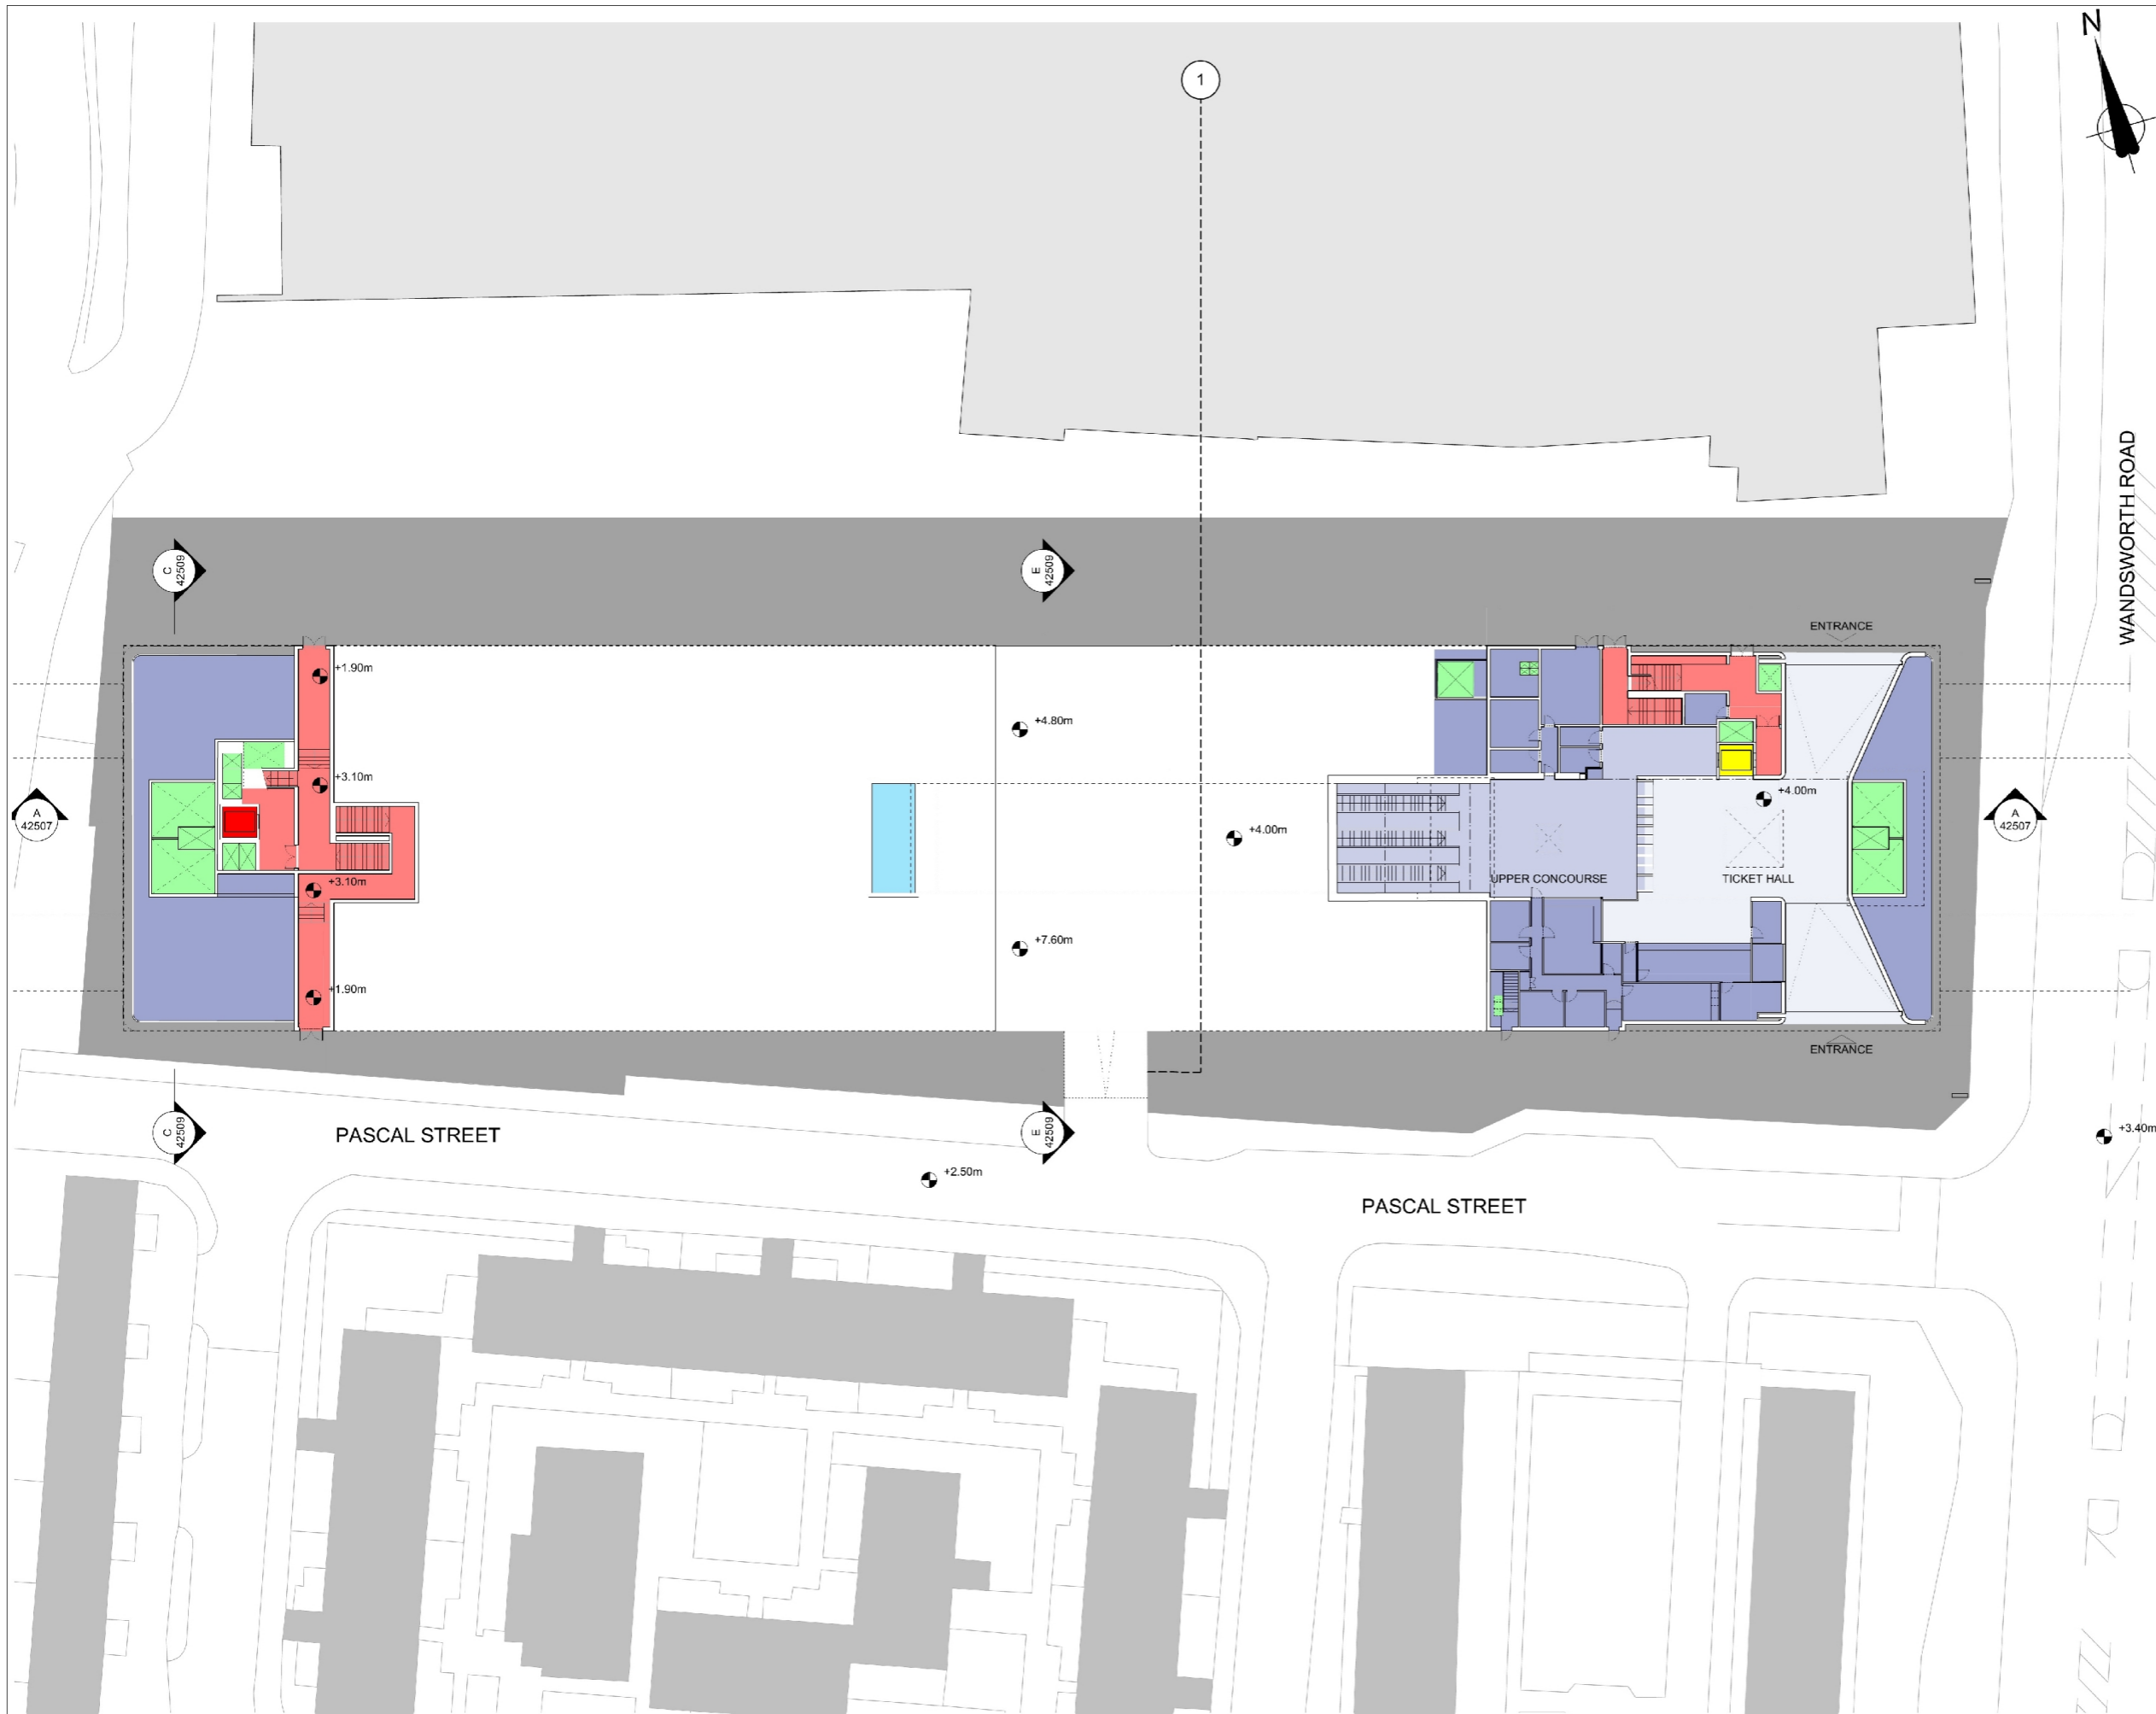 N
1
WANDSWORTH ROAD
C
42509
E
42509
ENTRANCE
+1.90m
+4.80m
+3.10m
+4.00m
A
42507
A
42507
+4.00m
UPPER CONCOURSE
TICKET HALL
+3.10m
+7.60m
+1.90m
ENTRANCE
C
42509
PASCAL STREET
E
42509
+3.40m
+2.50m
PASCAL STREET